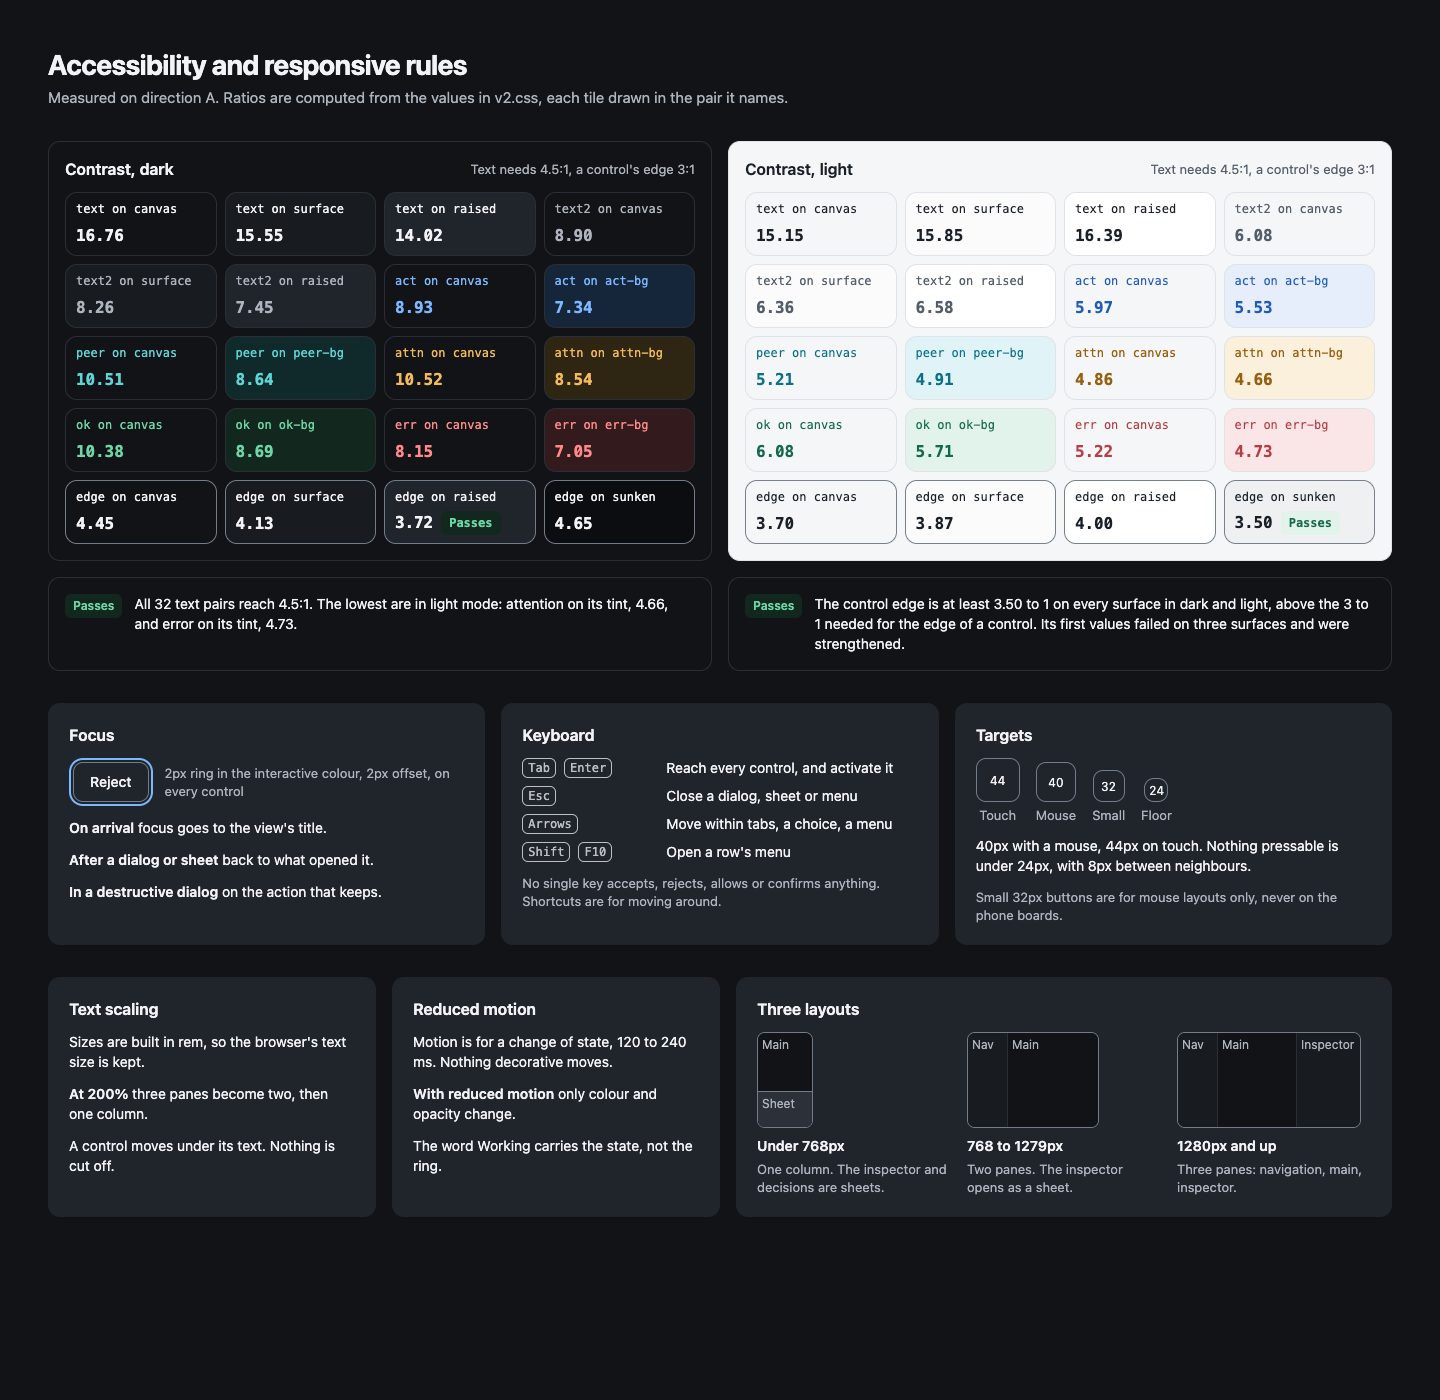 Accessibility and responsive rules
Measured on direction A. Ratios are computed from the values in v2.css, each tile drawn in the pair it names.
Contrast, dark
Text needs 4.5:1, a control's edge 3:1
text on canvas
16.76
text on surface
15.55
text on raised
14.02
text2 on canvas
8.90
text2 on surface
8.26
text2 on raised
7.45
act on canvas
8.93
act on act-bg
7.34
peer on canvas
10.51
peer on peer-bg
8.64
attn on canvas
10.52
attn on attn-bg
8.54
ok on canvas
10.38
ok on ok-bg
8.69
err on canvas
8.15
err on err-bg
7.05
edge on canvas
4.45
edge on surface
4.13
edge on raised
3.72 Passes
edge on sunken
4.65
Contrast, light
Text needs 4.5:1, a control's edge 3:1
text on canvas
15.15
text on surface
15.85
text on raised
16.39
text2 on canvas
6.08
text2 on surface
6.36
text2 on raised
6.58
act on canvas
5.97
act on act-bg
5.53
peer on canvas
5.21
peer on peer-bg
4.91
attn on canvas
4.86
attn on attn-bg
4.66
ok on canvas
6.08
ok on ok-bg
5.71
err on canvas
5.22
err on err-bg
4.73
edge on canvas
3.70
edge on surface
3.87
edge on raised
4.00
edge on sunken
3.50 Passes
Passes
All 32 text pairs reach 4.5:1. The lowest are in light mode: attention on its tint, 4.66,
and error on its tint, 4.73.
Passes
The control edge is at least 3.50 to 1 on every surface in dark and light, above the 3 to
1 needed for the edge of a control. Its first values failed on three surfaces and were
strengthened.
Focus
Reject
2px ring in the interactive colour, 2px offset, on
every control
On arrival focus goes to the view's title.
After a dialog or sheet back to what opened it.
In a destructive dialog on the action that keeps.
Keyboard
Tab Enter
Reach every control, and activate it
Esc
Close a dialog, sheet or menu
Arrows
Move within tabs, a choice, a menu
Shift F10
Open a row's menu
No single key accepts, rejects, allows or confirms anything.
Shortcuts are for moving around.
Targets
44
40
32
24
Touch
Mouse
Small
Floor
40px with a mouse, 44px on touch. Nothing pressable is
under 24px, with 8px between neighbours.
Small 32px buttons are for mouse layouts only, never on the
phone boards.
Text scaling
Sizes are built in rem, so the browser's text
size is kept.
At 200% three panes become two, then
one column.
A control moves under its text. Nothing is
cut off.
Reduced motion
Motion is for a change of state, 120 to 240
ms. Nothing decorative moves.
With reduced motion only colour and
opacity change.
The word Working carries the state, not the
ring.
Three layouts
Main
Sheet
Under 768px
One column. The inspector and
decisions are sheets.
Nav
Main
768 to 1279px
Two panes. The inspector
opens as a sheet.
Nav
Main
Inspector
1280px and up
Three panes: navigation, main,
inspector.